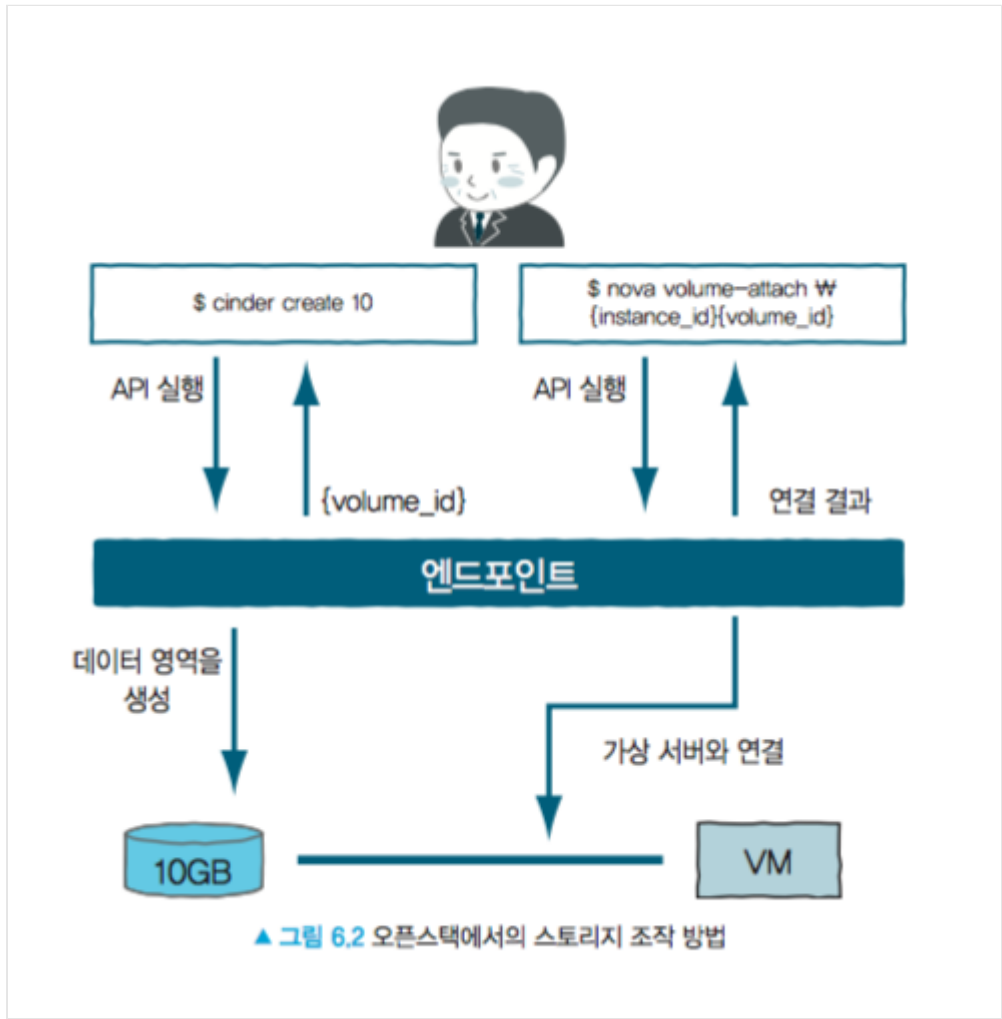 $ cinder create 10
$ nova volume-attach ₩
{instance_id}{volume_id}
API 실행
{volume_id}
API 실행
연결 결과
엔드포인트
데이터 영역을
생성
가상 서버와 연결
10GB
VM
▲ 그림 6.2 오픈스택에서의 스토리지 조작 방법